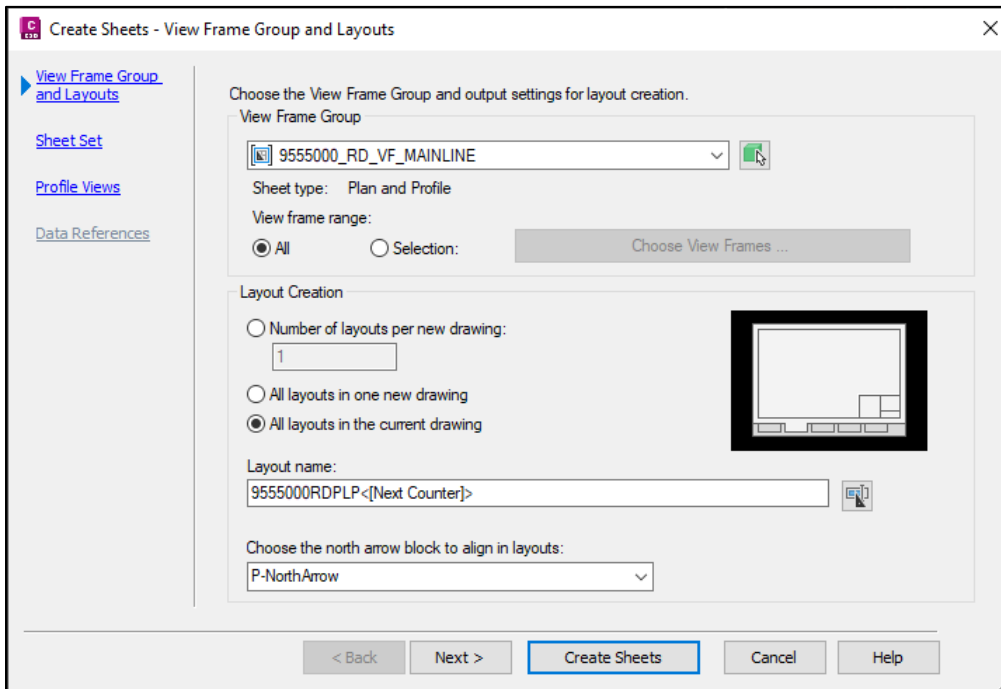 C
C3D
Create Sheets - View Frame Group and Layouts
View Frame Group
and Layouts
Sheet Set
Profile Views
Data References
Choose the View Frame Group and output settings for layout creation.
View Frame Group
9555000_RD_VF_MAINLINE
Sheet type: Plan and Profile
View frame range:
All
Selection:
Choose View Frames ...
Layout Creation
Number of layouts per new drawing:
1
All layouts in one new drawing
All layouts in the current drawing
Layout name:
9555000RDPLP<[Next Counter]>
Choose the north arrow block to align in layouts:
P-NorthArrow
< Back
Next >
Create Sheets
Cancel
Help